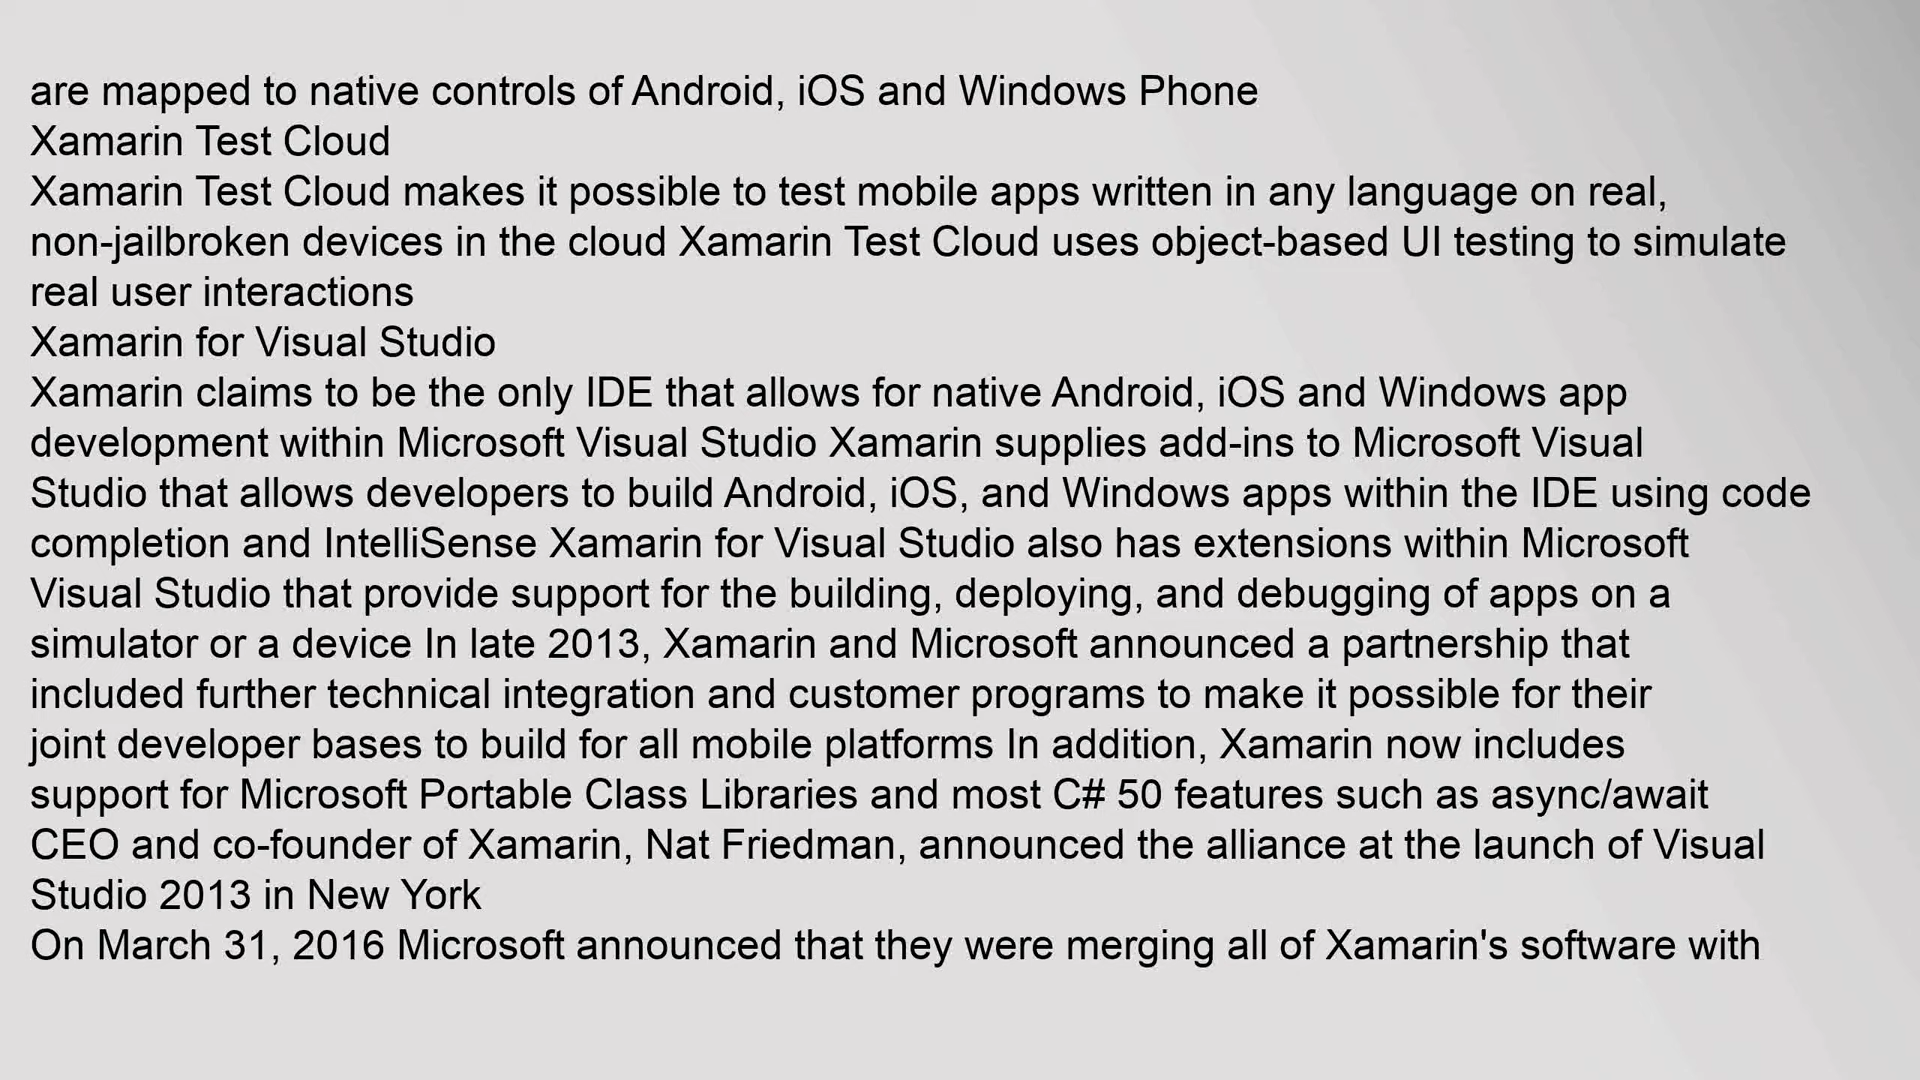 are mapped to native controls of Android, iOS and Windows Phone
Xamarin Test Cloud
Xamarin Test Cloud makes it possible to test mobile apps written in any language on real,
non-jailbroken devices in the cloud Xamarin Test Cloud uses object-based UI testing to simulate
real user interactions
Xamarin for Visual Studio
Xamarin claims to be the only IDE that allows for native Android, iOS and Windows app
development within Microsoft Visual Studio Xamarin supplies add-ins to Microsoft Visual
Studio that allows developers to build Android, iOS, and Windows apps within the IDE using code
completion and IntelliSense Xamarin for Visual Studio also has extensions within Microsoft
Visual Studio that provide support for the building, deploying, and debugging of apps on a
simulator or a device In late 2013, Xamarin and Microsoft announced a partnership that
included further technical integration and customer programs to make it possible for their
joint developer bases to build for all mobile platforms In addition, Xamarin now includes
support for Microsoft Portable Class Libraries and most C# 50 features such as async/await
CEO and co-founder of Xamarin, Nat Friedman, announced the alliance at the launch of Visual
Studio 2013 in New York
On March 31, 2016 Microsoft announced that they were merging all of Xamarin's software with